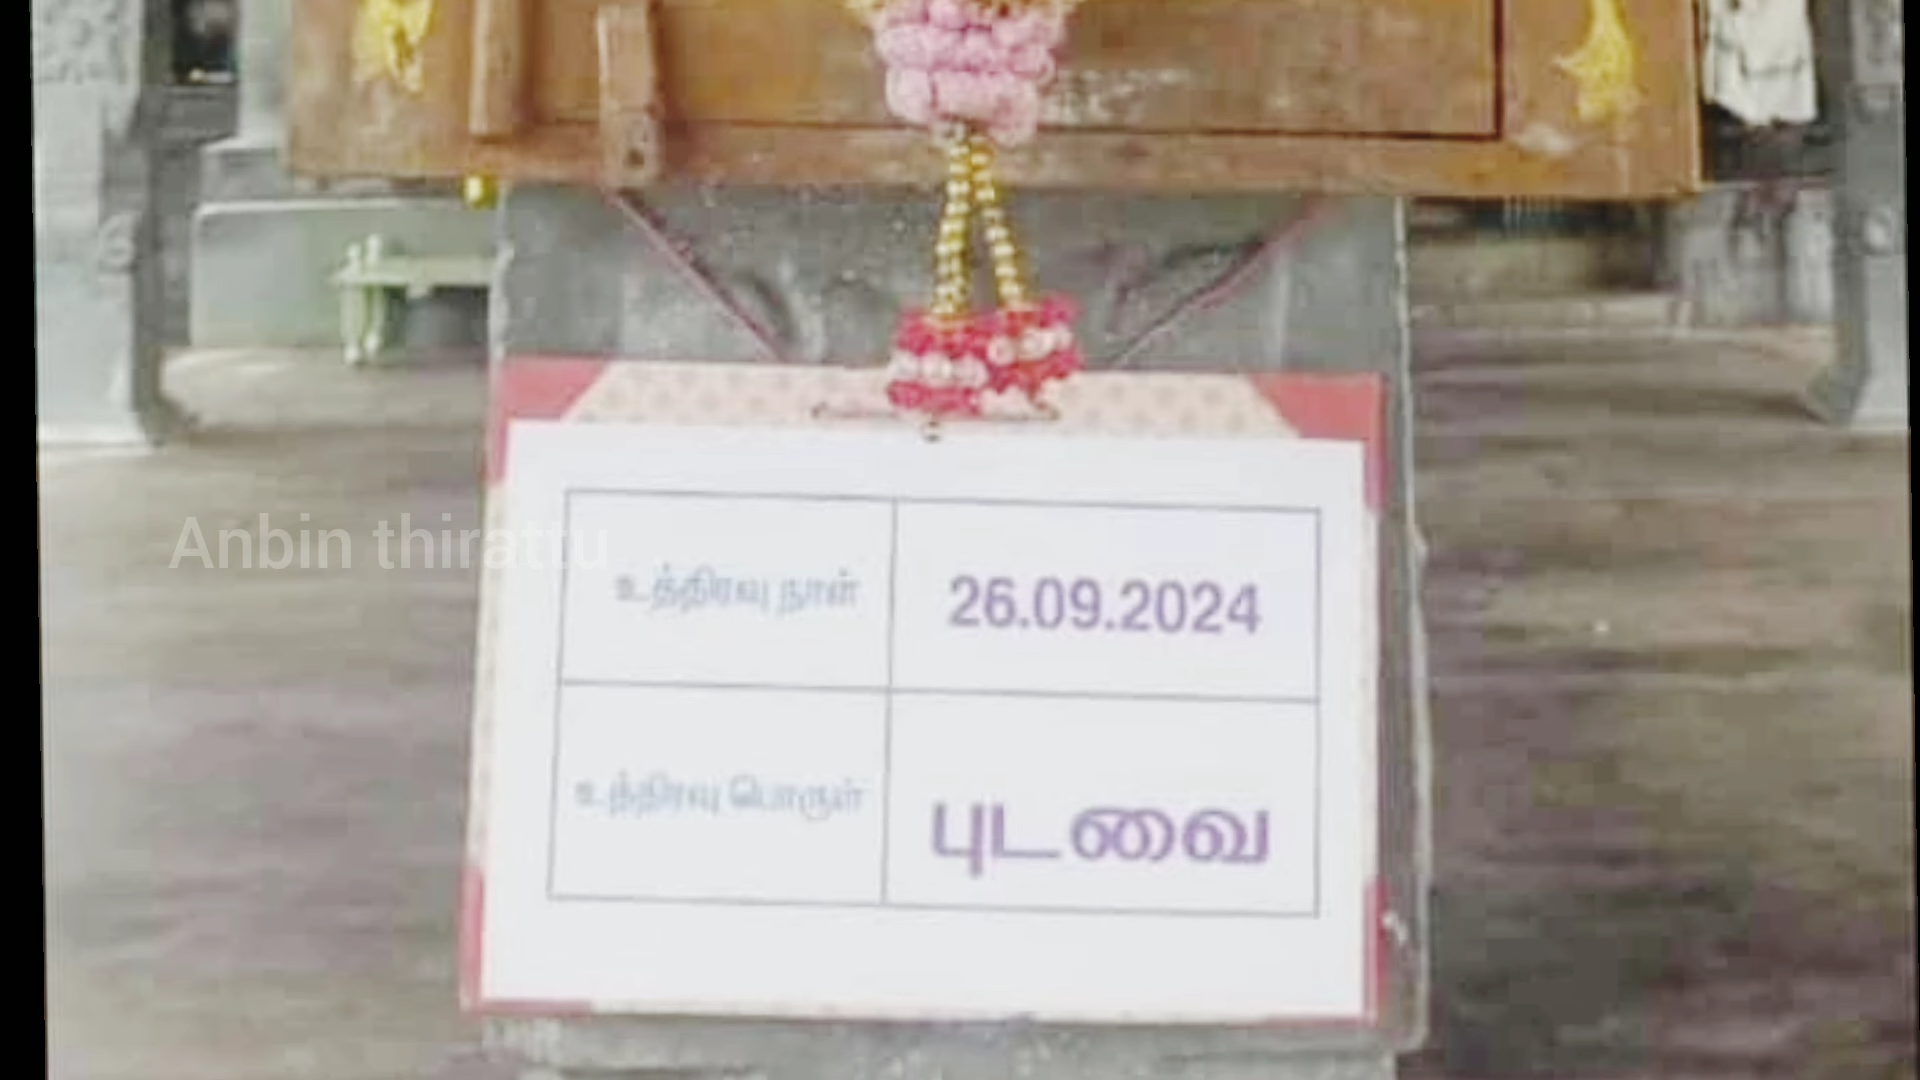 Anbin thirattu
உத்திரவு நாள்
26.09.2024
உத்திரவு பொருள்
புடவை